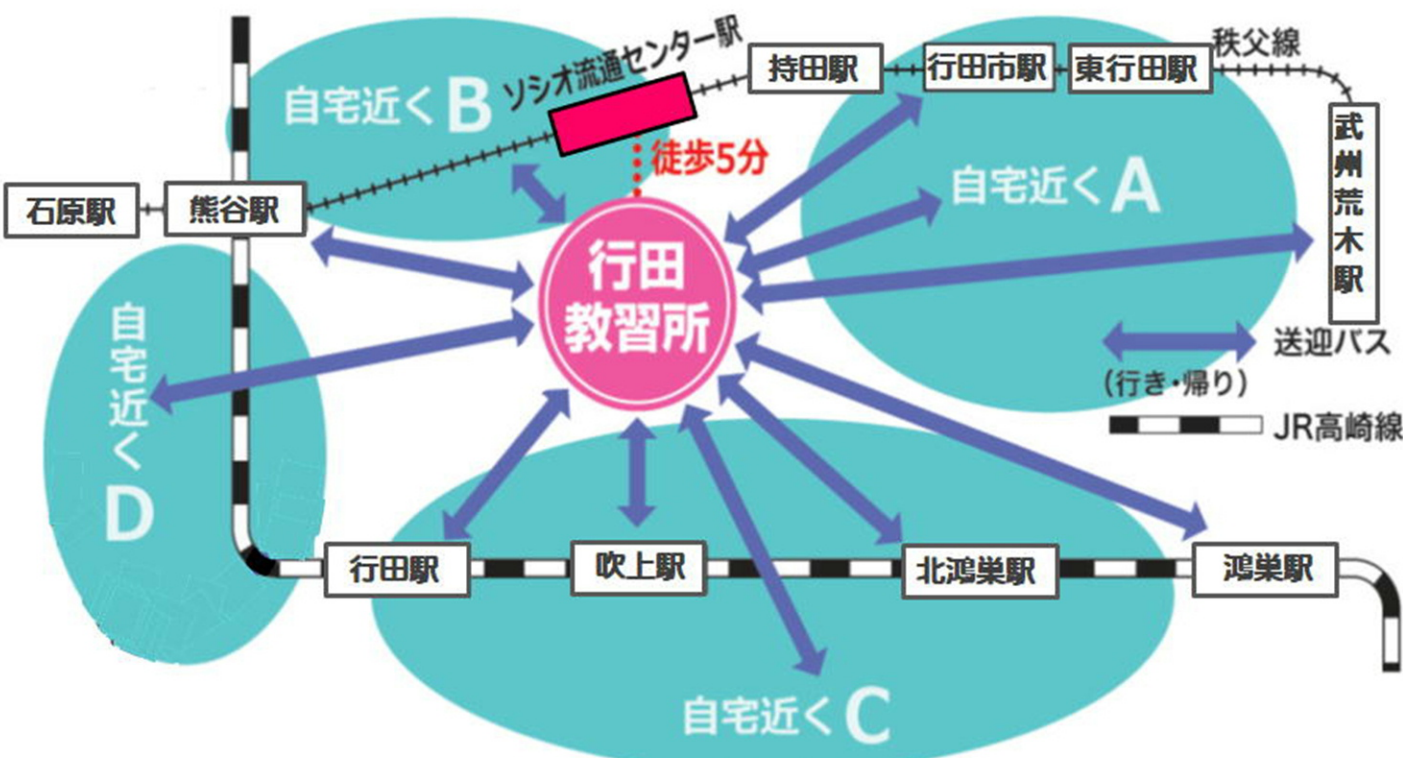 ソシオ流通センター駅
持田駅
行田市駅
東行田駅
秩父線
自宅近くB
徒歩5分
武州荒木駅
自宅近くA
石原駅
熊谷駅
行田
教習所
自宅近くD
送迎バス
(行き・帰り)
JR高崎線
行田駅
吹上駅
北鴻巣駅
鴻巣駅
自宅近くC